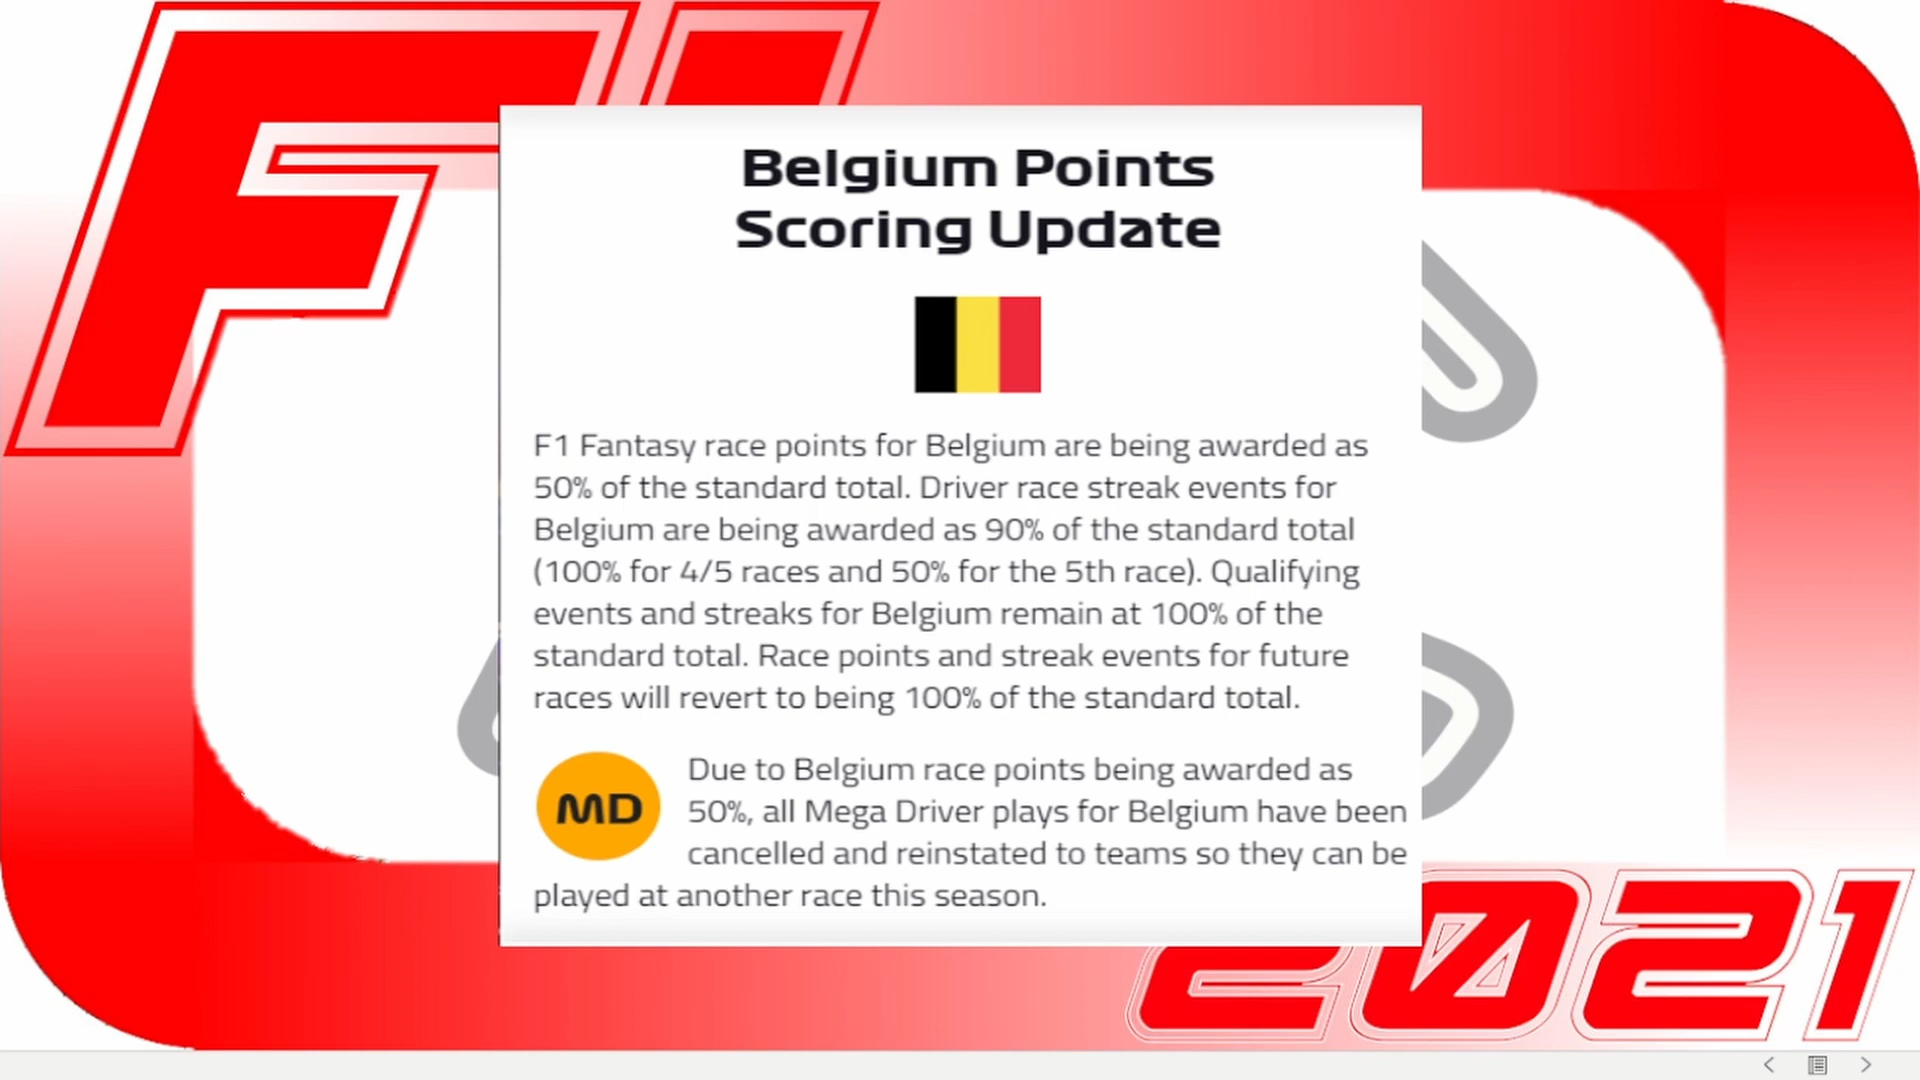 F1
Belgium Points
Scoring Update
F1 Fantasy race points for Belgium are being awarded as
50% of the standard total. Driver race streak events for
Belgium are being awarded as 90% of the standard total
(100% for 4/5 races and 50% for the 5th race). Qualifying
events and streaks for Belgium remain at 100% of the
standard total. Race points and streak events for future
races will revert to being 100% of the standard total.
MD
Due to Belgium race points being awarded as
50%, all Mega Driver plays for Belgium have been
cancelled and reinstated to teams so they can be
played at another race this season.
2021